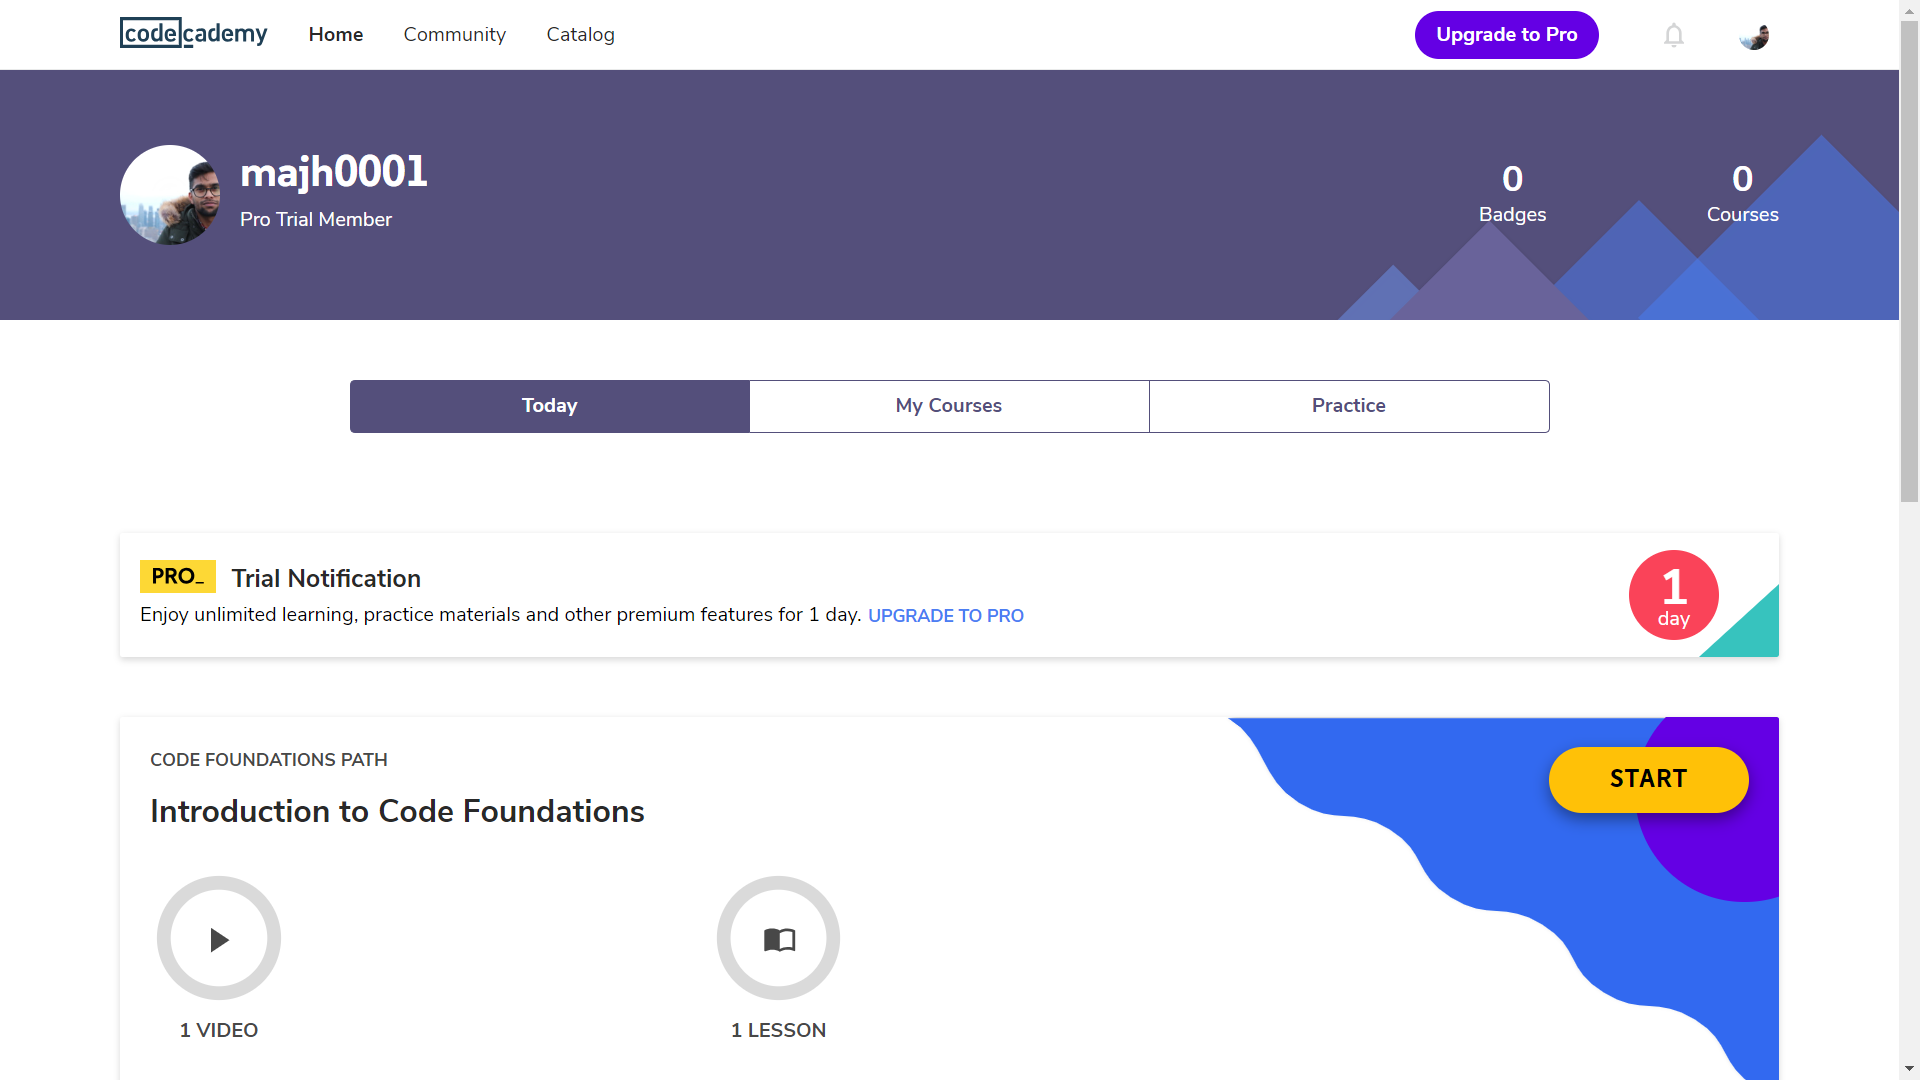 codecademy
Home
Community
Catalog
Upgrade to Pro
majh0001
Pro Trial Member
0
Badges
0
Courses
Today
My Courses
Practice
PRO_
Trial Notification
Enjoy unlimited learning, practice materials and other premium features for 1 day. UPGRADE TO PRO
1
day
CODE FOUNDATIONS PATH
Introduction to Code Foundations
START
1 VIDEO
1 LESSON